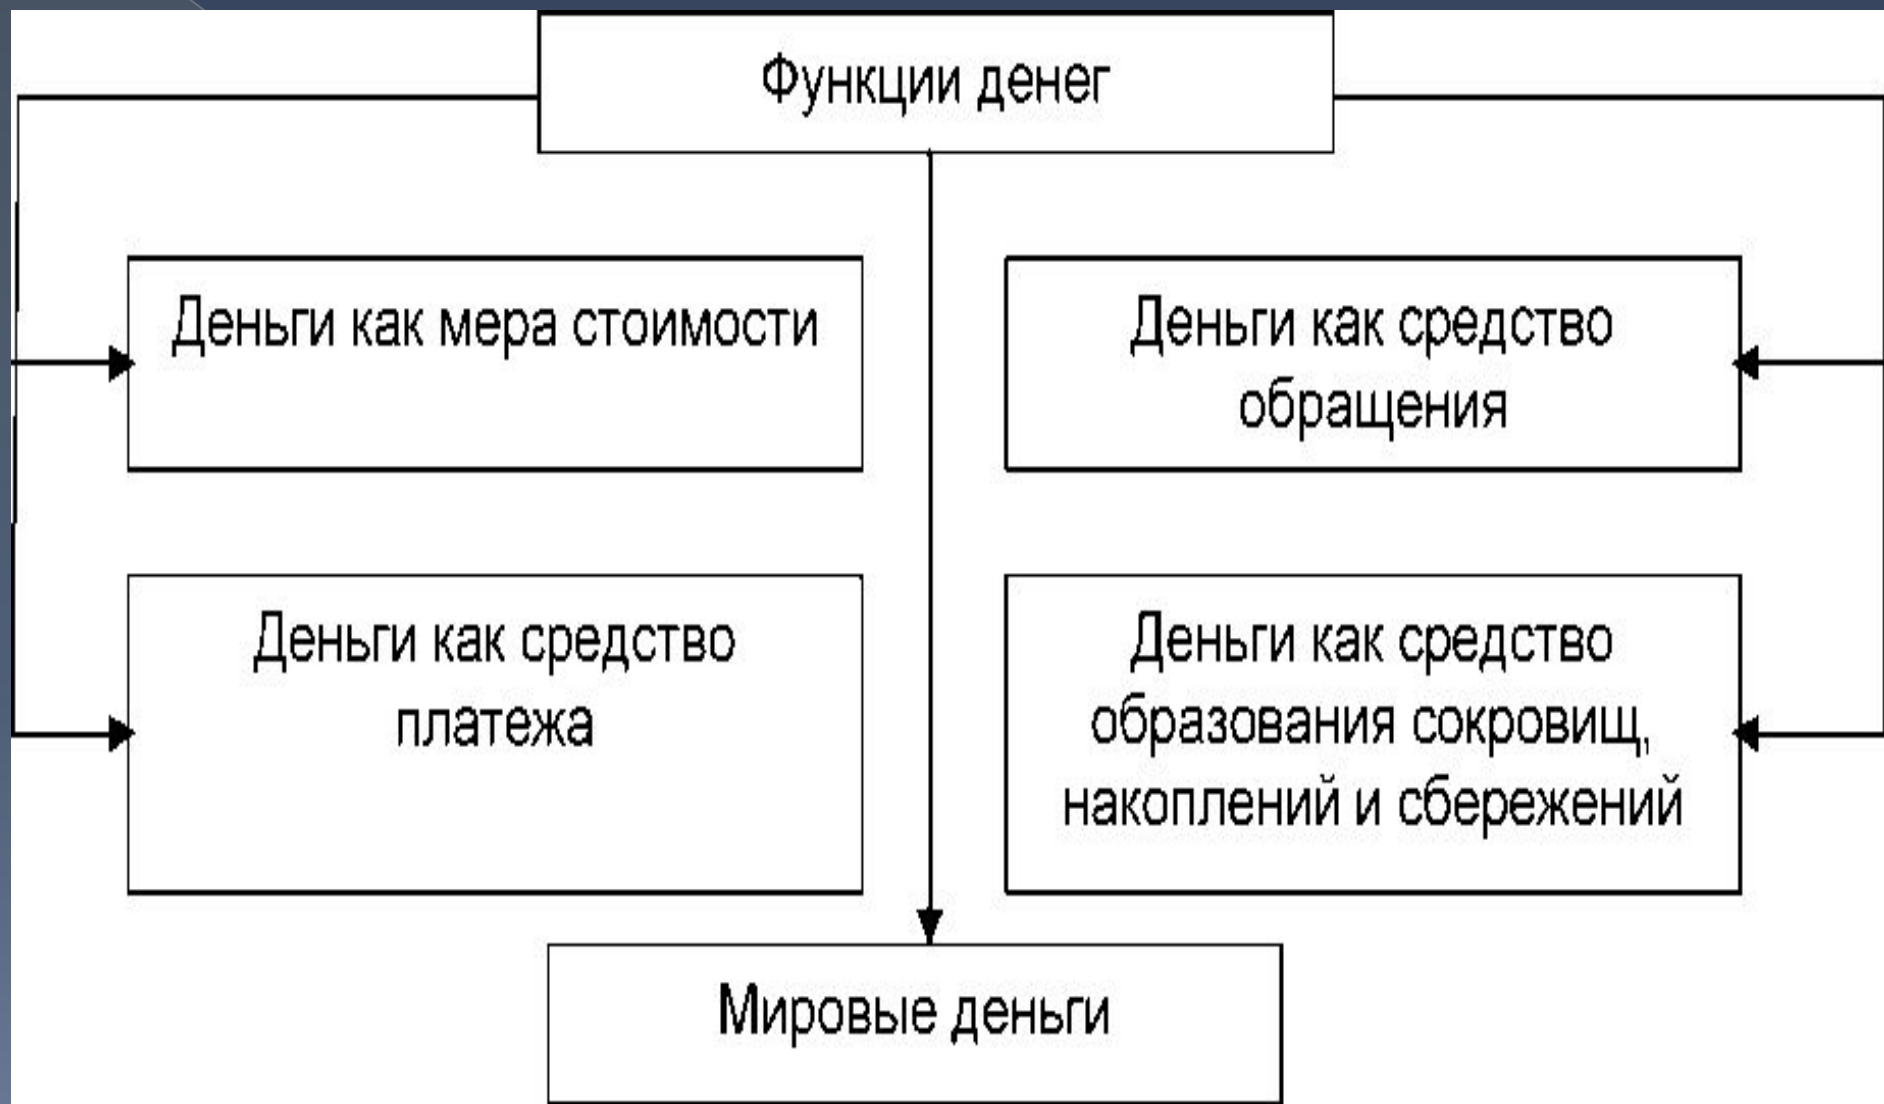 Функции денег
Деньги как мера стоимости
Деньги как средство
обращения
Деньги как средство
платежа
Деньги как средство
образования сокровищ,
накоплений и сбережений
Мировые деньги